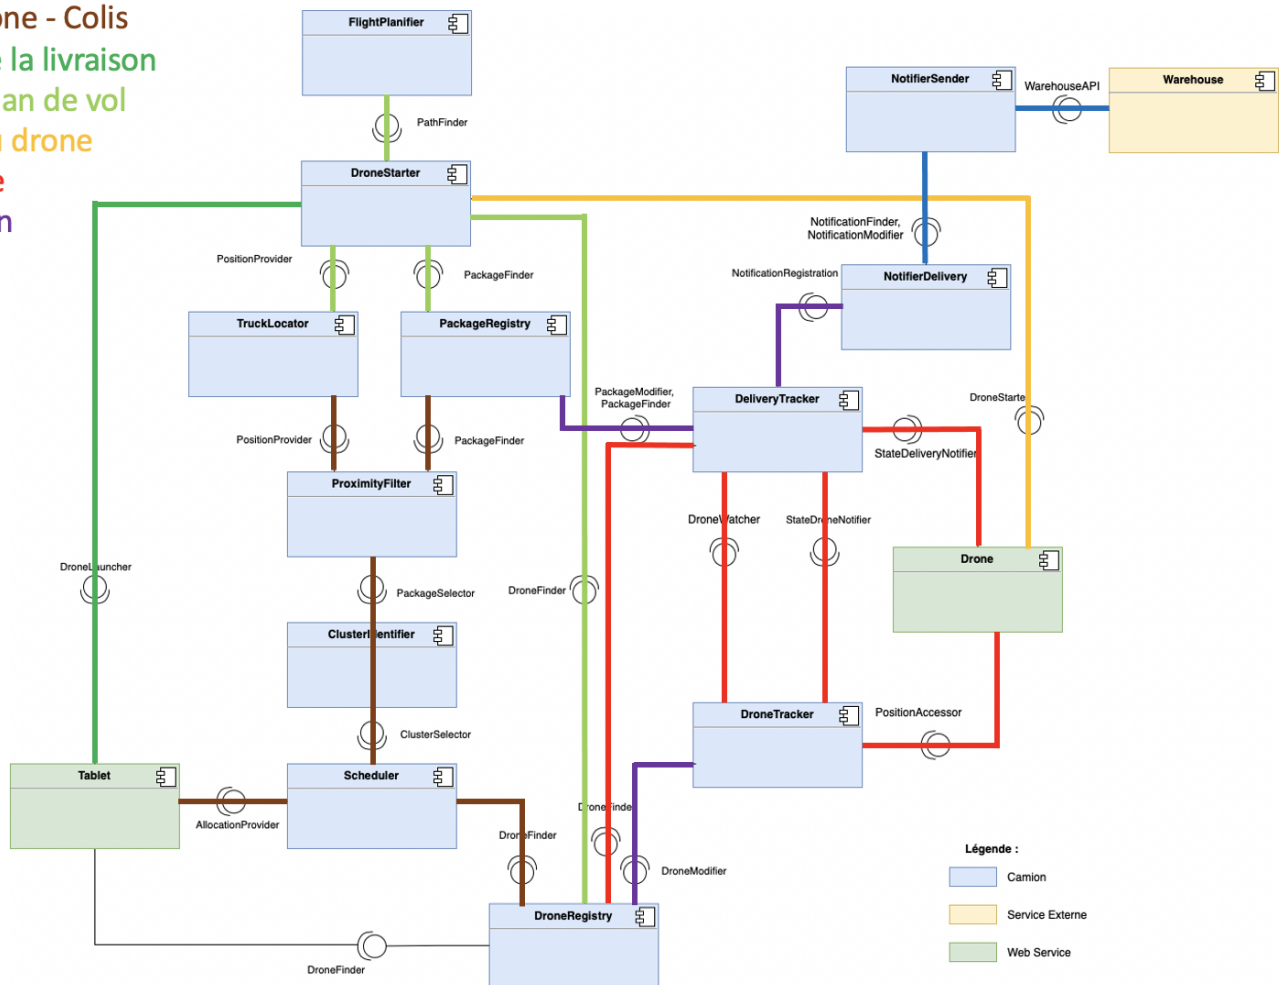 ne - Colis
la livraison
an de vol
drone
FlightPlanifier
PathFinder
NotifierSender
WarehouseAPI
Warehouse
DroneStarter
NotificationFinder,
NotificationModifier
PositionProvider
PackageFinder
NotificationRegistration
NotifierDelivery
TruckLocator
PackageRegistry
PackageModifier,
PackageFinder
DeliveryTracker
DroneStarte
PositionProvider
PackageFinder
StateDeliveryNotifier
ProximityFilter
DroneWatcher
StateDroneNotifier
Drone
DroneLauncher
PackageSelector
DroneFinder
ClusterIdentifier
DroneTracker
PositionAccessor
ClusterSelector
Tablet
Scheduler
AllocationProvider
DroneFinder
DroneFinder
DroneModifier
Légende :
Camion
DroneRegistry
Service Externe
Web Service
DroneFinder